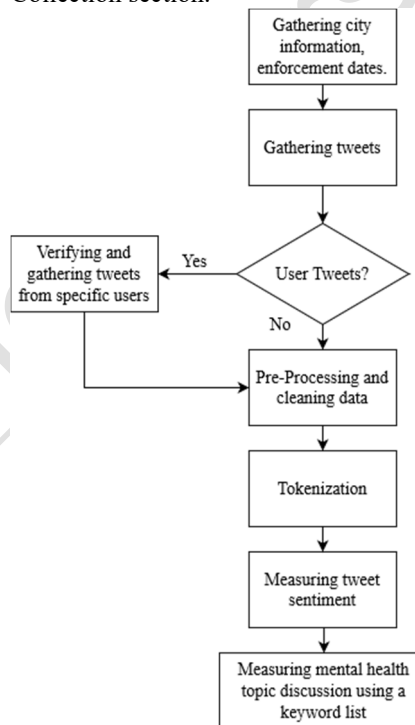 Collection section.
Gathering city
information,
enforcement dates.
Gathering tweets
User Tweets?
Yes
Verifying and
gathering tweets
from specific users
No
Pre-Processing and
cleaning data
Tokenization
Measuring tweet
sentiment
Measuring mental health
topic discussion using a
keyword list